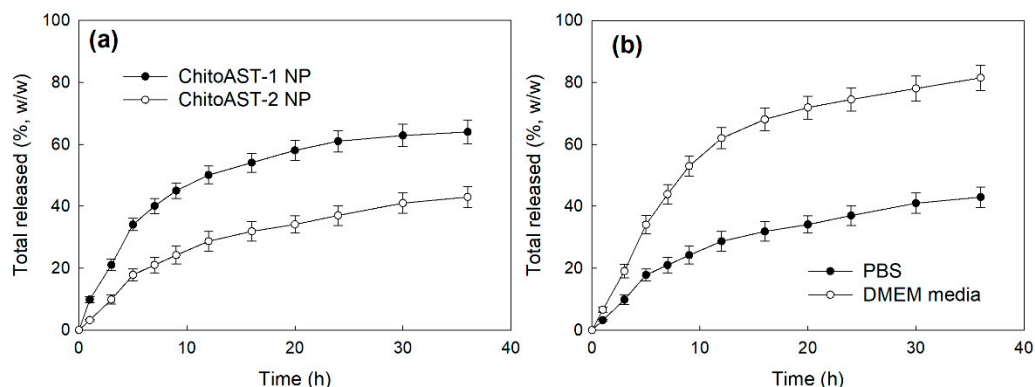 (a)
ChitoAST-1 NP
ChitoAST-2 NP
Total released (%, w/w)
100
80
60
40
20
0
0 10 20 30 40
Time (h)
(b)
PBS
DMEM media
Total released (%, w/w)
100
80
60
40
20
0
0 10 20 30 40
Time (h)